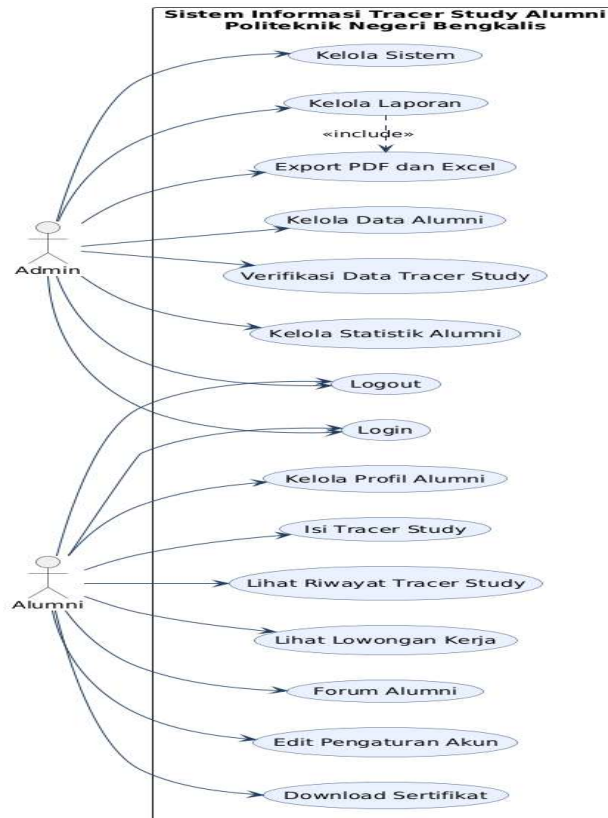 Sistem Informasi Tracer Study Alumni
Politeknik Negeri Bengkalis
Kelola Sistem
Kelola Laporan
«include»
Export PDF dan Excel
Kelola Data Alumni
Admin
Verifikasi Data Tracer Study
Kelola Statistik Alumni
Logout
Login
Kelola Profil Alumni
Isi Tracer Study
Lihat Riwayat Tracer Study
Alumni
Lihat Lowongan Kerja
Forum Alumni
Edit Pengaturan Akun
Download Sertifikat